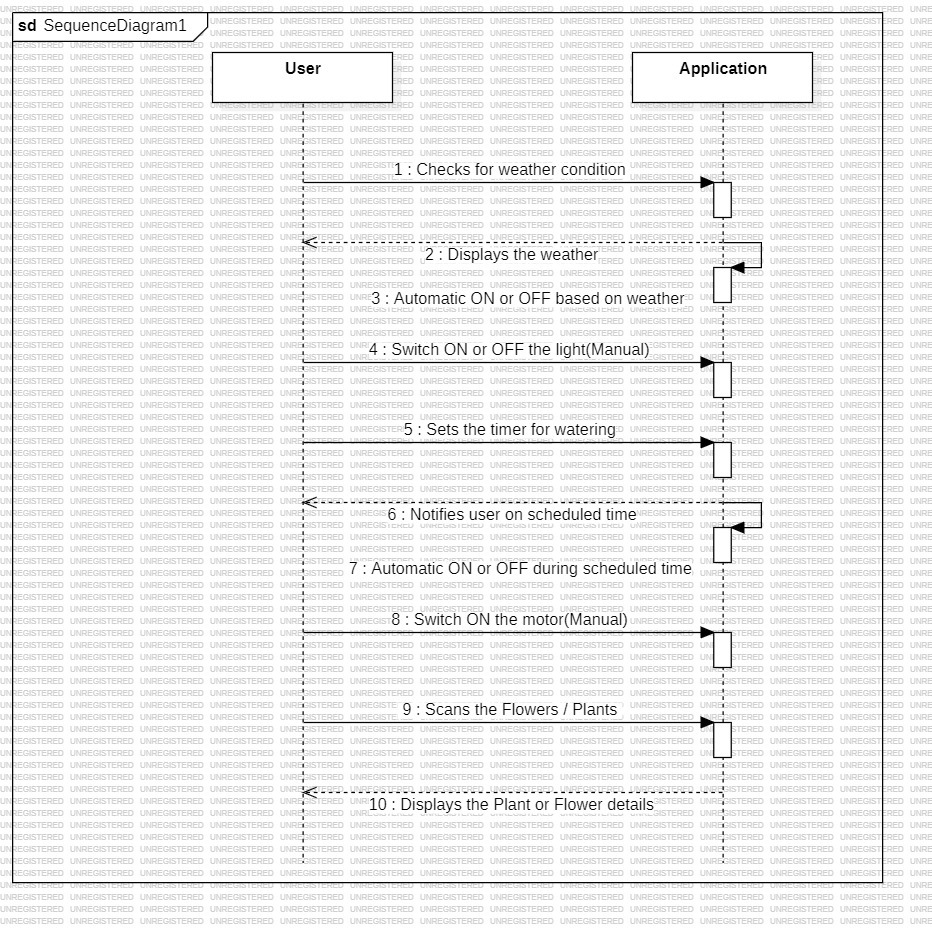 sd SequenceDiagram1
User
Application
1 : Checks for weather condition
2 : Displays the weather
3 : Automatic ON or OFF based on weather
4 : Switch ON or OFF the light(Manual)
5 : Sets the timer for watering
6 : Notifies user on scheduled time
7 : Automatic ON or OFF during scheduled time
8 : Switch ON the motor(Manual)
9 : Scans the Flowers / Plants
10 : Displays the Plant or Flower details
UNREGISTERED